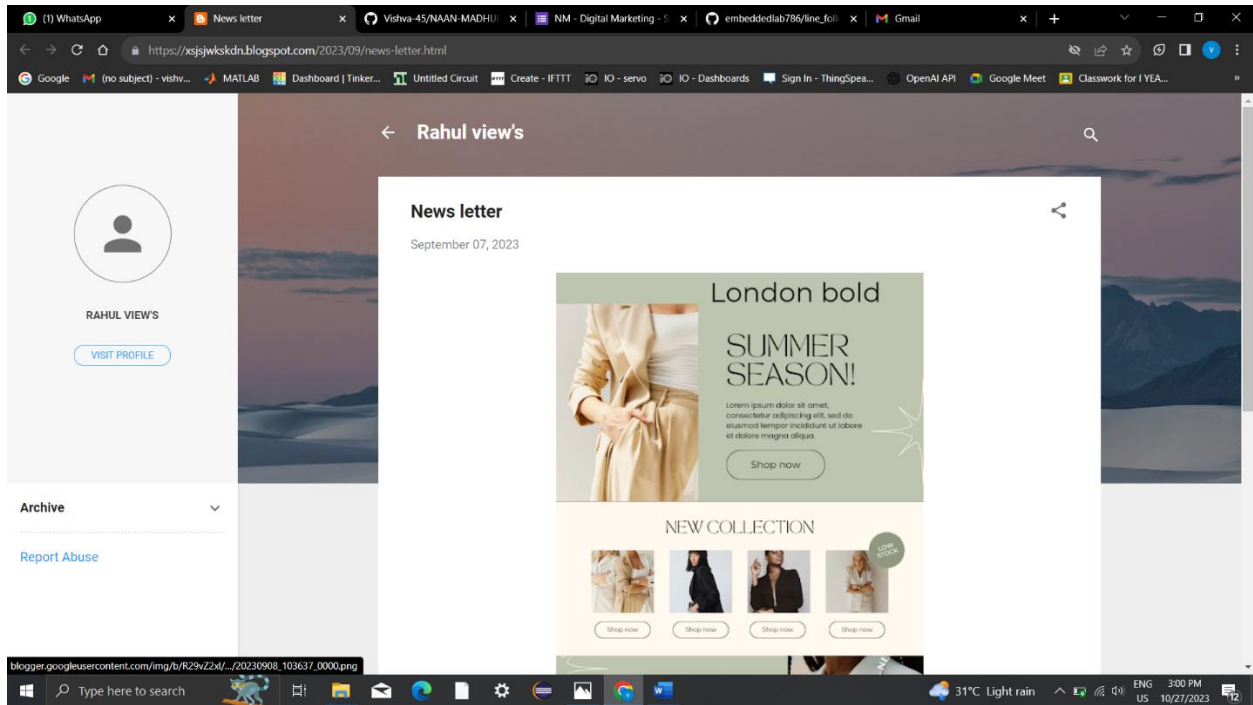 (1) WhatsApp
News letter
Vishva-45/NAAN-MADHU
NM - Digital Marketing - S
embeddedlab786/line_foll
Gmail
https://xsjsjwkskdn.blogspot.com/2023/09/news-letter.html
Google
(no subject) - vishv...
MATLAB
Dashboard | Tinker...
Untitled Circuit
Create - IFTTT
IO - servo
IO - Dashboards
Sign In - ThingSpea...
OpenAI API
Google Meet
Classwork for I YEA...
Rahul view's
RAHUL VIEW'S
VISIT PROFILE
Archive
Report Abuse
News letter
September 07, 2023
London bold
SUMMER
SEASON!
Lorem ipsum dolor sit amet,
consectetur adipiscing elit, sed do
eiusmod tempor incididunt ut labore
et dolore magna aliqua.
Shop now
NEW COLLECTION
LOW
STOCK
Shop now
Shop now
Shop now
Shop now
blogger.googleusercontent.com/img/b/R29vZ2xl/.../20230908_103637_0000.png
Type here to search
31°C Light rain
ENG
US
3:00 PM
10/27/2023
12